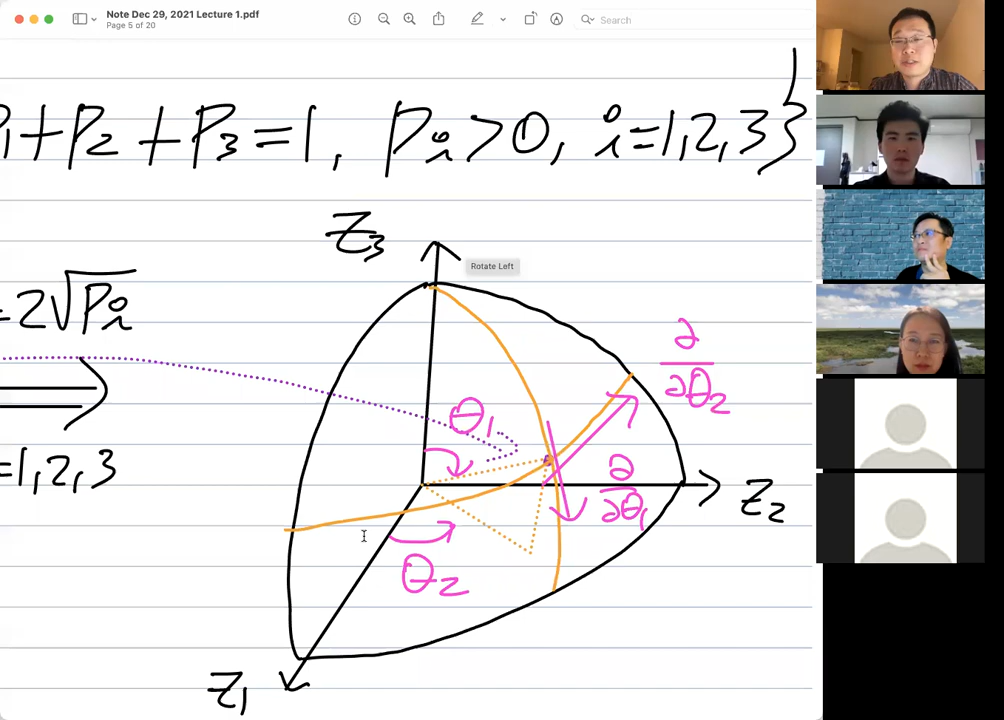 Note Dec 29, 2021 Lecture 1.pdf
Page 5 of 20
Search
P₁+P₂+P₃=1, Pᵢ>0, i=1,2,3}
Z₃
Rotate Left
=2√Pᵢ
∂/∂θ₂
θ₁
=1,2,3
∂/∂θ₁
Z₂
θ₂
Z₁